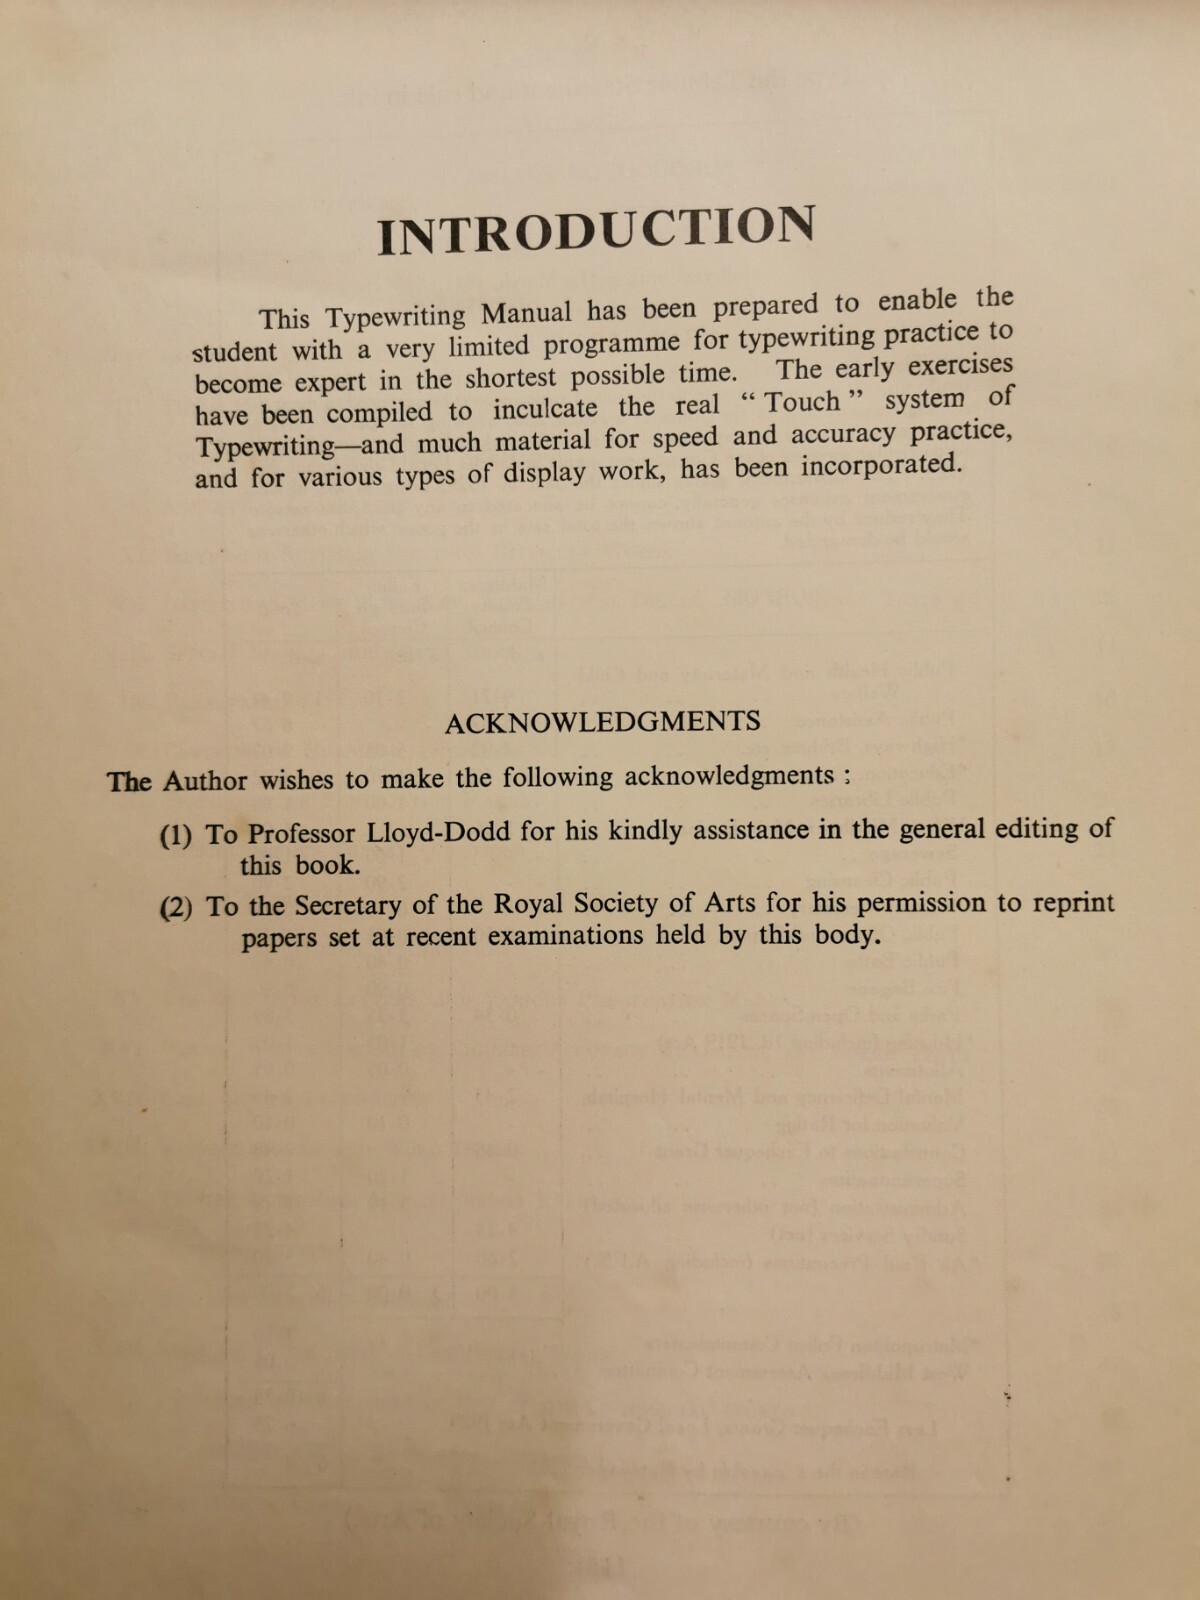 INTRODUCTION
This Typewriting Manual has been prepared to enable the
student with a very limited programme for typewriting practice to
become expert in the shortest possible time. The early exercises
have been compiled to inculcate the real “ Touch ” system of
Typewriting—and much material for speed and accuracy practice,
and for various types of display work, has been incorporated.
ACKNOWLEDGMENTS
The Author wishes to make the following acknowledgments :
(1) To Professor Lloyd-Dodd for his kindly assistance in the general editing of
this book.
(2) To the Secretary of the Royal Society of Arts for his permission to reprint
papers set at recent examinations held by this body.